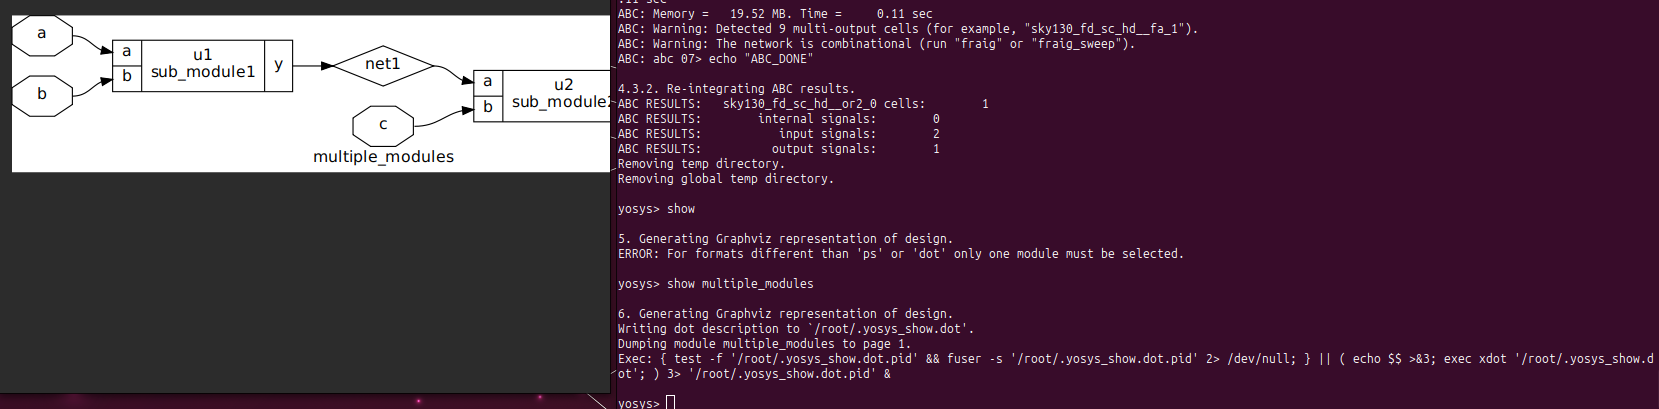 a
b
a
b
u1
sub_module1
y
net1
c
a
b
u2
sub_module2
multiple_modules
.11 sec
ABC: Memory =   19.52 MB. Time =     0.11 sec
ABC: Warning: Detected 9 multi-output cells (for example, "sky130_fd_sc_hd__fa_1").
ABC: Warning: The network is combinational (run "fraig" or "fraig_sweep").
ABC: abc 07> echo "ABC_DONE"
4.3.2. Re-integrating ABC results.
ABC RESULTS:   sky130_fd_sc_hd__or2_0 cells:        1
ABC RESULTS:        internal signals:        0
ABC RESULTS:           input signals:        2
ABC RESULTS:          output signals:        1
Removing temp directory.
Removing global temp directory.
yosys> show
5. Generating Graphviz representation of design.
ERROR: For formats different than 'ps' or 'dot' only one module must be selected.
yosys> show multiple_modules
6. Generating Graphviz representation of design.
Writing dot description to `/root/.yosys_show.dot'.
Dumping module multiple_modules to page 1.
Exec: { test -f '/root/.yosys_show.dot.pid' && fuser -s '/root/.yosys_show.dot.pid' 2> /dev/null; } || ( echo $$ >&3; exec xdot '/root/.yosys_show.d
ot'; ) 3> '/root/.yosys_show.dot.pid' &
yosys>